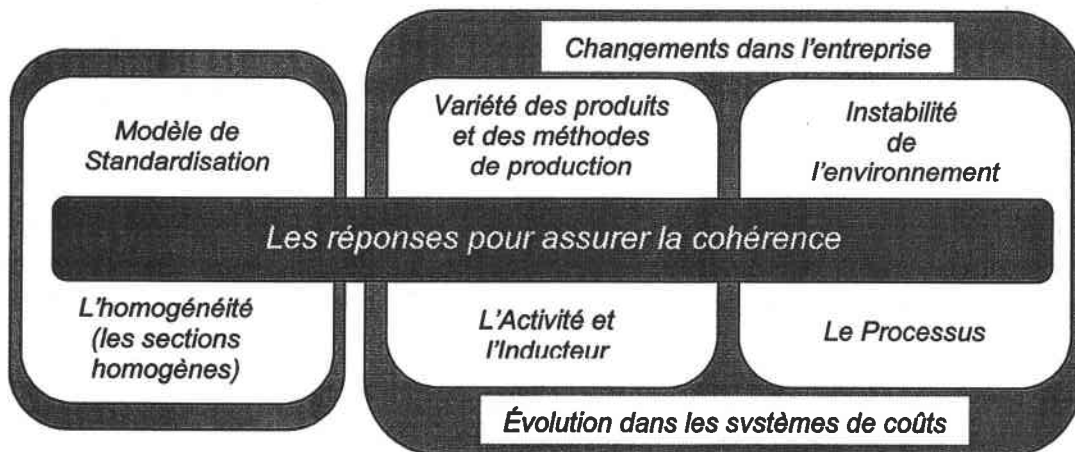 Changements dans l'entreprise
Modèle de
Standardisation
Variété des produits
et des méthodes
de production
Instabilité
de
l'environnement
Les réponses pour assurer la cohérence
L'homogénéité
(les sections
homogènes)
L'Activité et
l'Inducteur
Le Processus
Évolution dans les systèmes de coûts